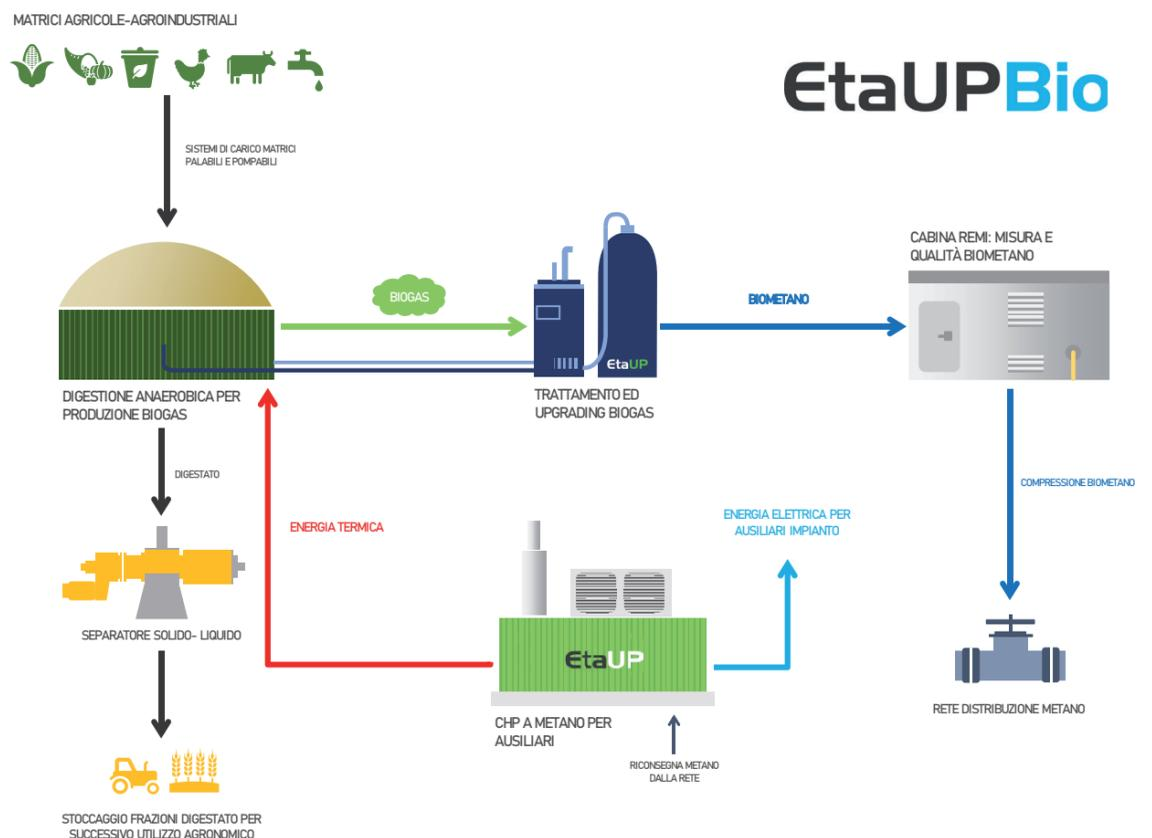 MATRICI AGRICOLE-AGROINDUSTRIALI
EtaUPBio
SISTEMI DI CARICO MATRICI
PALABILI E POMPABILI
CABINA REMI: MISURA E
QUALITÀ BIOMETANO
BIOGAS
BIOMETANO
EtaUP
DIGESTIONE ANAEROBICA PER
PRODUZIONE BIOGAS
TRATTAMENTO ED
UPGRADING BIOGAS
DIGESTATO
COMPRESSIONE BIOMETANO
ENERGIA TERMICA
ENERGIA ELETTRICA PER
AUSILIARI IMPIANTO
SEPARATORE SOLIDO- LIQUIDO
EtaUP
RETE DISTRIBUZIONE METANO
CHP A METANO PER
AUSILIARI
RICONSEGNA METANO
DALLA RETE
STOCCAGGIO FRAZIONI DIGESTATO PER
SUCCESSIVO UTILIZZO AGRONOMICO